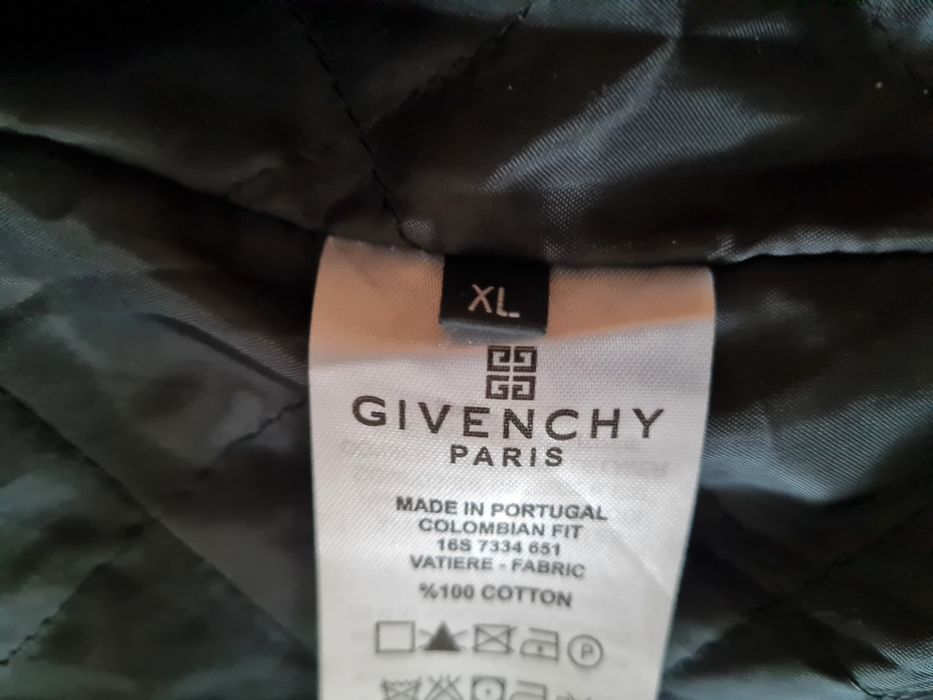 XL
GIVENCHY
PARIS
MADE IN PORTUGAL
COLOMBIAN FIT
16S 7334 651
VATIERE - FABRIC
%100 COTTON
P